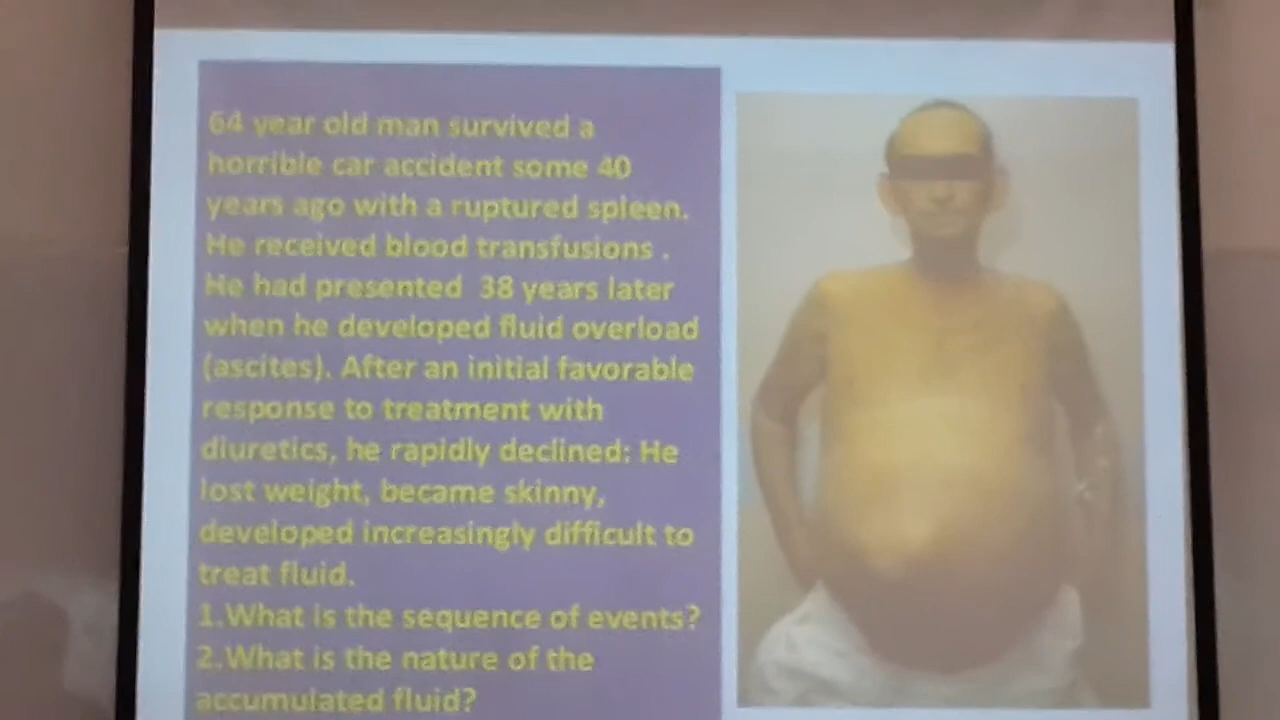 64 year old man survived a
horrible car accident some 40
years ago with a ruptured spleen.
He received blood transfusions .
He had presented 38 years later
when he developed fluid overload
(ascites). After an initial favorable
response to treatment with
diuretics, he rapidly declined: He
lost weight, became skinny,
developed increasingly difficult to
treat fluid.
1.What is the sequence of events?
2.What is the nature of the
accumulated fluid?